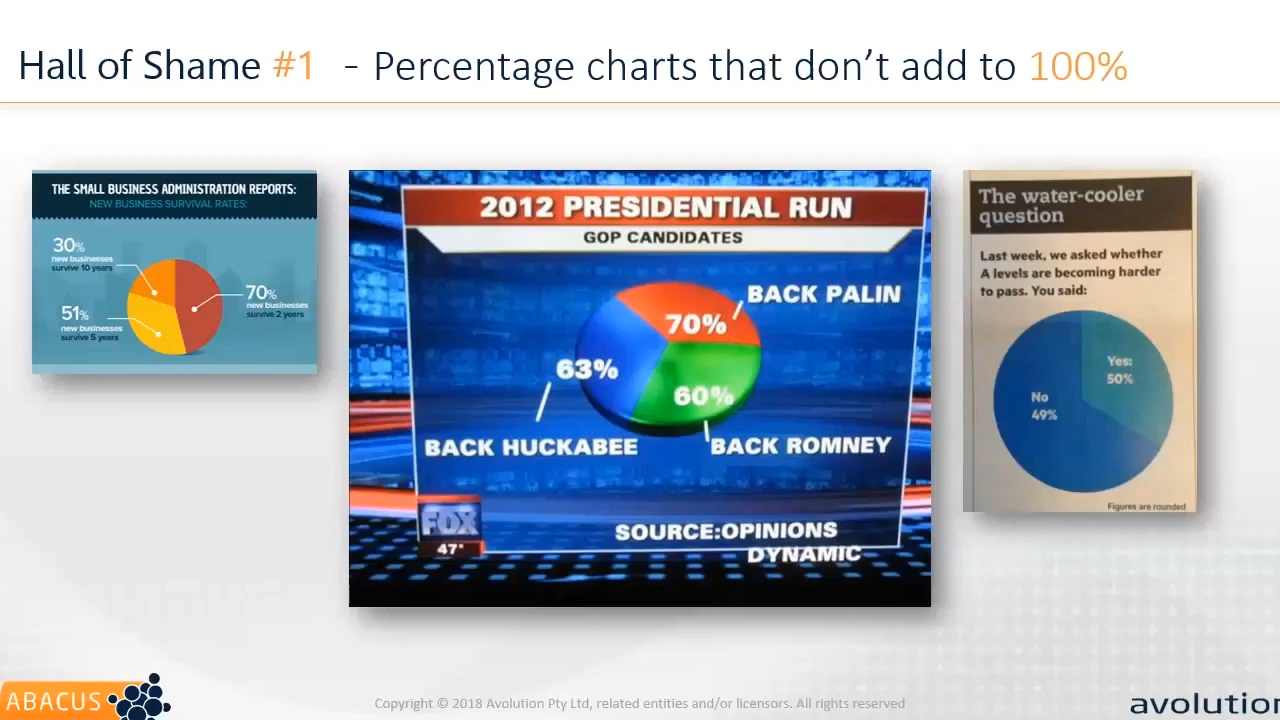 Hall of Shame #1 - Percentage charts that don't add to 100%
THE SMALL BUSINESS ADMINISTRATION REPORTS:
NEW BUSINESS SURVIVAL RATES:
30%
new businesses
survive 10 years
70%
new businesses
survive 2 years
51%
new businesses
survive 5 years
2012 PRESIDENTIAL RUN
GOP CANDIDATES
BACK PALIN
70%
63%
60%
BACK HUCKABEE
BACK ROMNEY
SOURCE:OPINIONS
DYNAMIC
FOX
47°
The water-cooler
question
Last week, we asked whether
A levels are becoming harder
to pass. You said:
Yes:
50%
No
49%
Figures are rounded
ABACUS
Copyright © 2018 Avolution Pty Ltd, related entities and/or licensors. All rights reserved
avolution